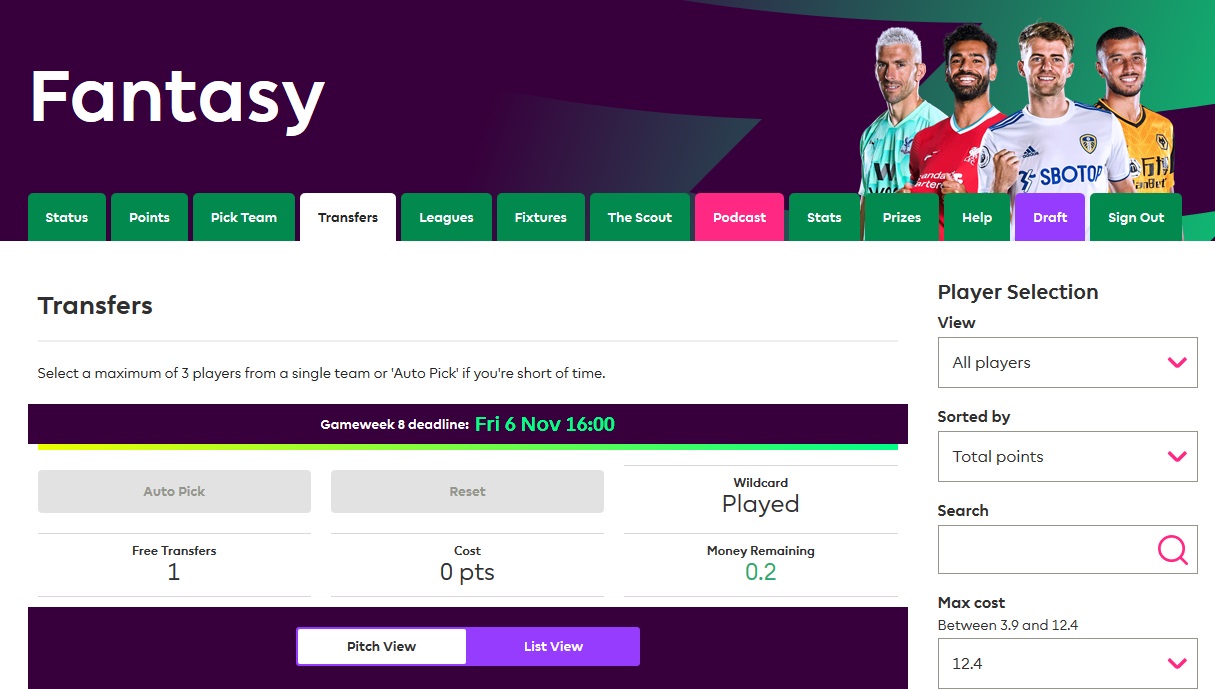 Fantasy
SBOTOP
Status
Points
Pick Team
Transfers
Leagues
Fixtures
The Scout
Podcast
Stats
Prizes
Help
Draft
Sign Out
Transfers
Select a maximum of 3 players from a single team or 'Auto Pick' if you're short of time.
Gameweek 8 deadline: Fri 6 Nov 16:00
Auto Pick
Reset
Wildcard
Played
Free Transfers
1
Cost
0 pts
Money Remaining
0.2
Pitch View
List View
Player Selection
View
All players
Sorted by
Total points
Search
Max cost
Between 3.9 and 12.4
12.4